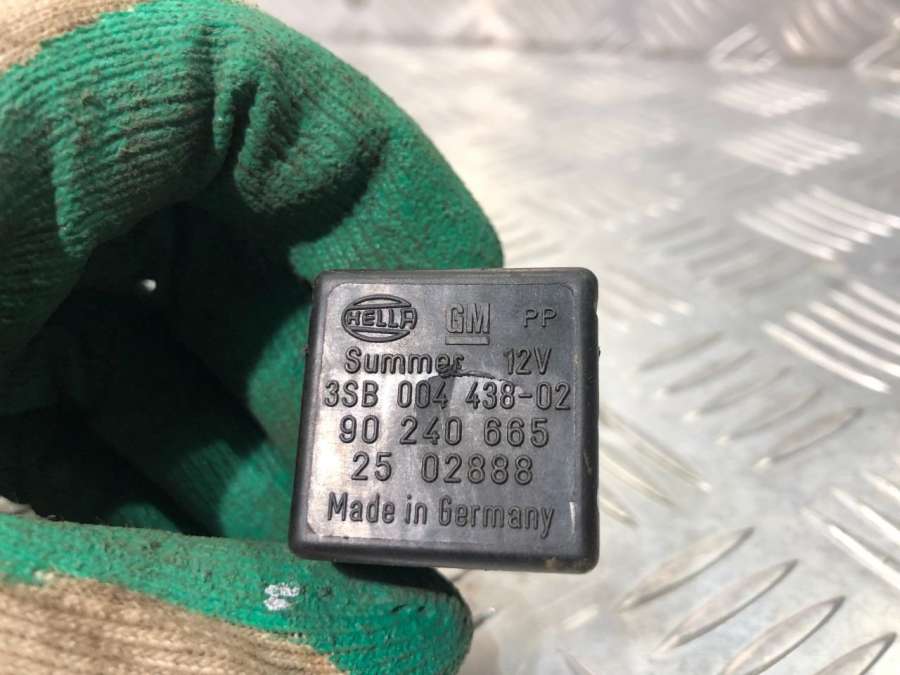 HELLA GM PP
Summer 12V
3SB 004 438-02
90 240 665
25 02888
Made in Germany